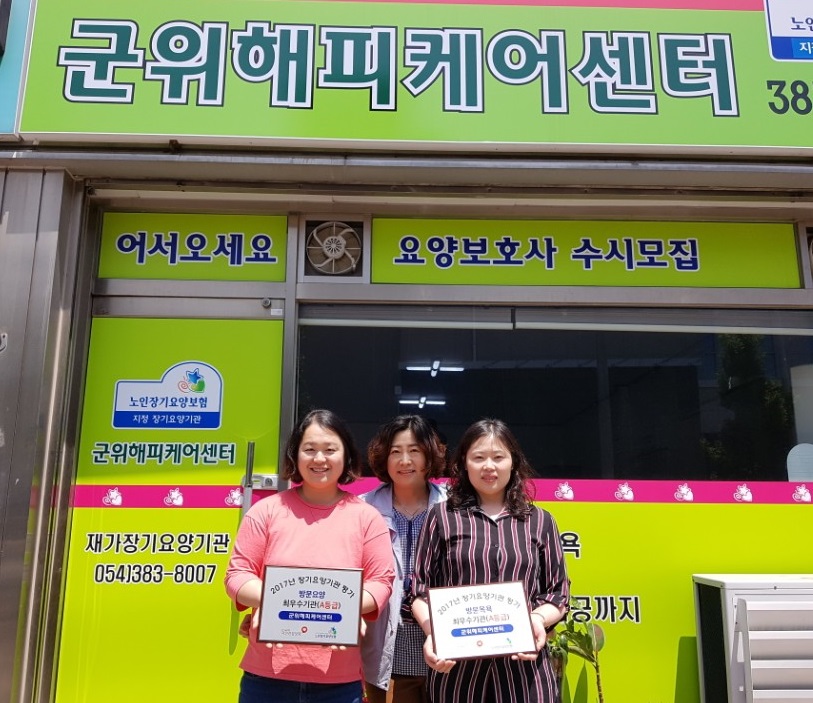 군위해피케어센터
노인
지정
38
어서오세요
요양보호사 수시모집
노인장기요양보험
지정 장기요양기관
군위해피케어센터
재가장기요양기관
054)383-8007
욕
공까지
2017년 장기요양기관 평가
방문요양
최우수기관(A등급)
군위해피케어센터
2017년 장기요양기관 평가
방문목욕
최우수기관(A등급)
군위해피케어센터